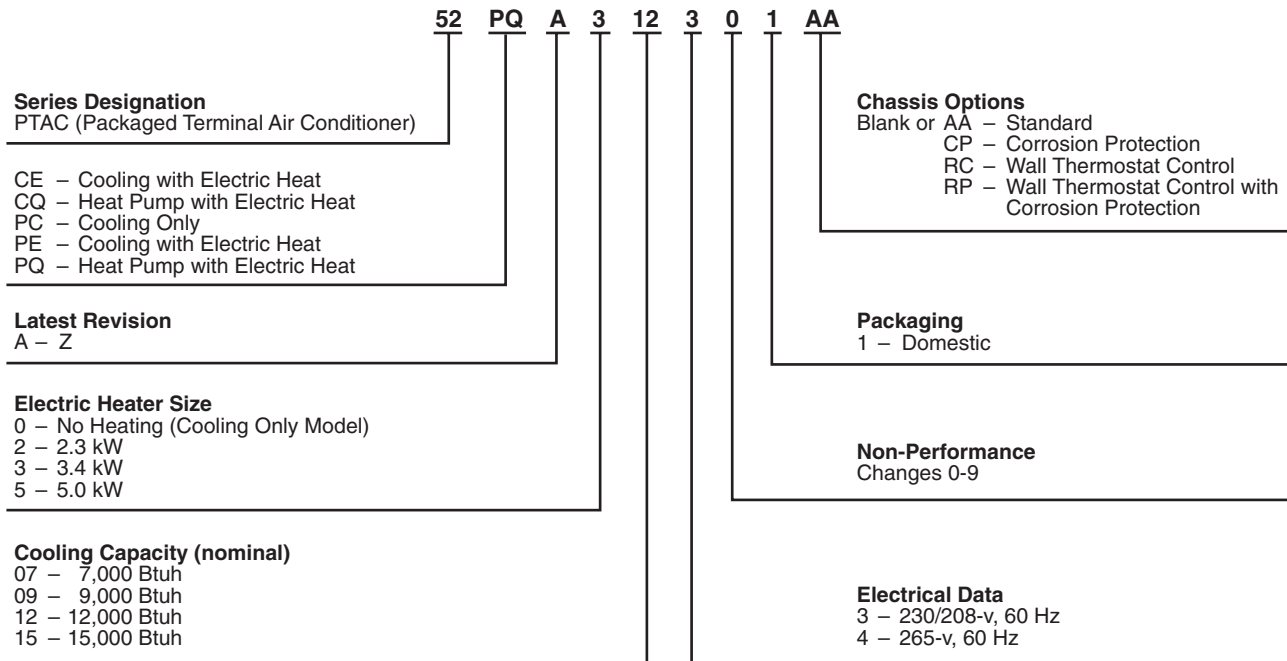 52 PQ A 3 12 3 0 1 AA
Series Designation
PTAC (Packaged Terminal Air Conditioner)
CE – Cooling with Electric Heat
CQ – Heat Pump with Electric Heat
PC – Cooling Only
PE – Cooling with Electric Heat
PQ – Heat Pump with Electric Heat
Latest Revision
A – Z
Electric Heater Size
0 – No Heating (Cooling Only Model)
2 – 2.3 kW
3 – 3.4 kW
5 – 5.0 kW
Cooling Capacity (nominal)
07 – 7,000 Btuh
09 – 9,000 Btuh
12 – 12,000 Btuh
15 – 15,000 Btuh
Chassis Options
Blank or AA – Standard
CP – Corrosion Protection
RC – Wall Thermostat Control
RP – Wall Thermostat Control with
Corrosion Protection
Packaging
1 – Domestic
Non-Performance
Changes 0-9
Electrical Data
3 – 230/208-v, 60 Hz
4 – 265-v, 60 Hz